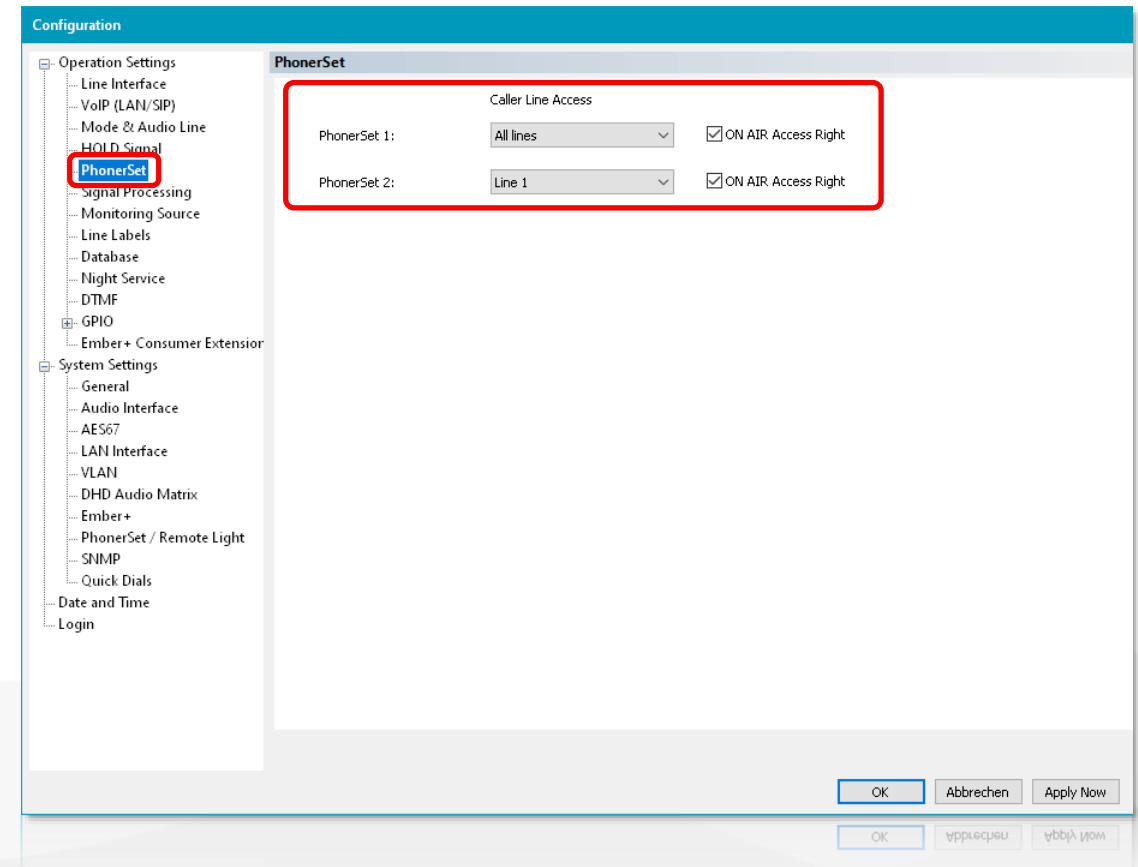 Configuration
Operation Settings
Line Interface
VoIP (LAN/SIP)
Mode & Audio Line
HOLD Signal
PhonerSet
Signal Processing
Monitoring Source
Line Labels
Database
Night Service
DTMF
GPIO
Ember+ Consumer Extension
System Settings
General
Audio Interface
AES67
LAN Interface
VLAN
DHD Audio Matrix
Ember+
PhonerSet / Remote Light
SNMP
Quick Dials
Date and Time
Login
PhonerSet
Caller Line Access
PhonerSet 1: All lines ON AIR Access Right
PhonerSet 2: Line 1 ON AIR Access Right
OK Abbrechen Apply Now